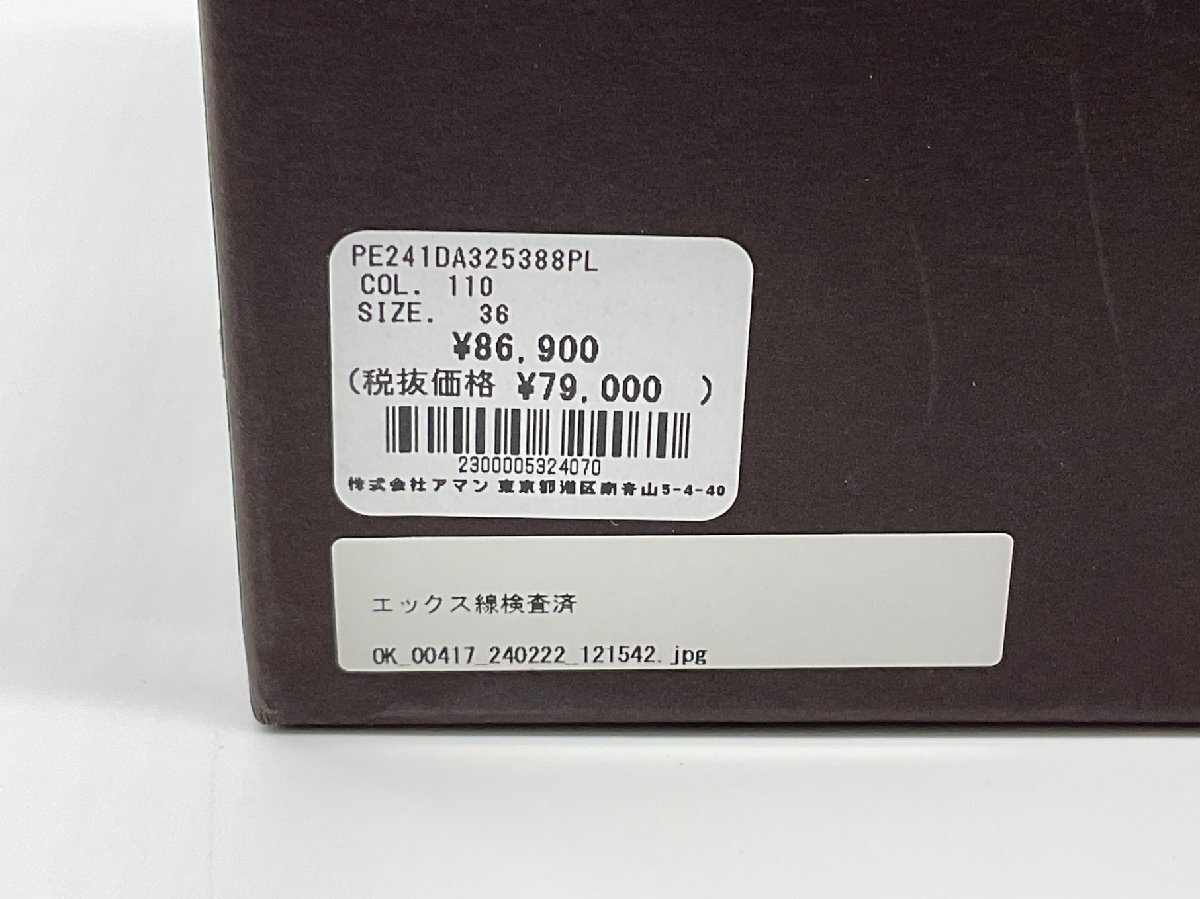 PE241DA325388PL
COL. 110
SIZE. 36
¥86,900
(税抜価格 ¥79,000 )
2300005324070
株式会社アマン 東京都港区南青山5-4-40
エックス線検査済
OK_00417_240222_121542.jpg